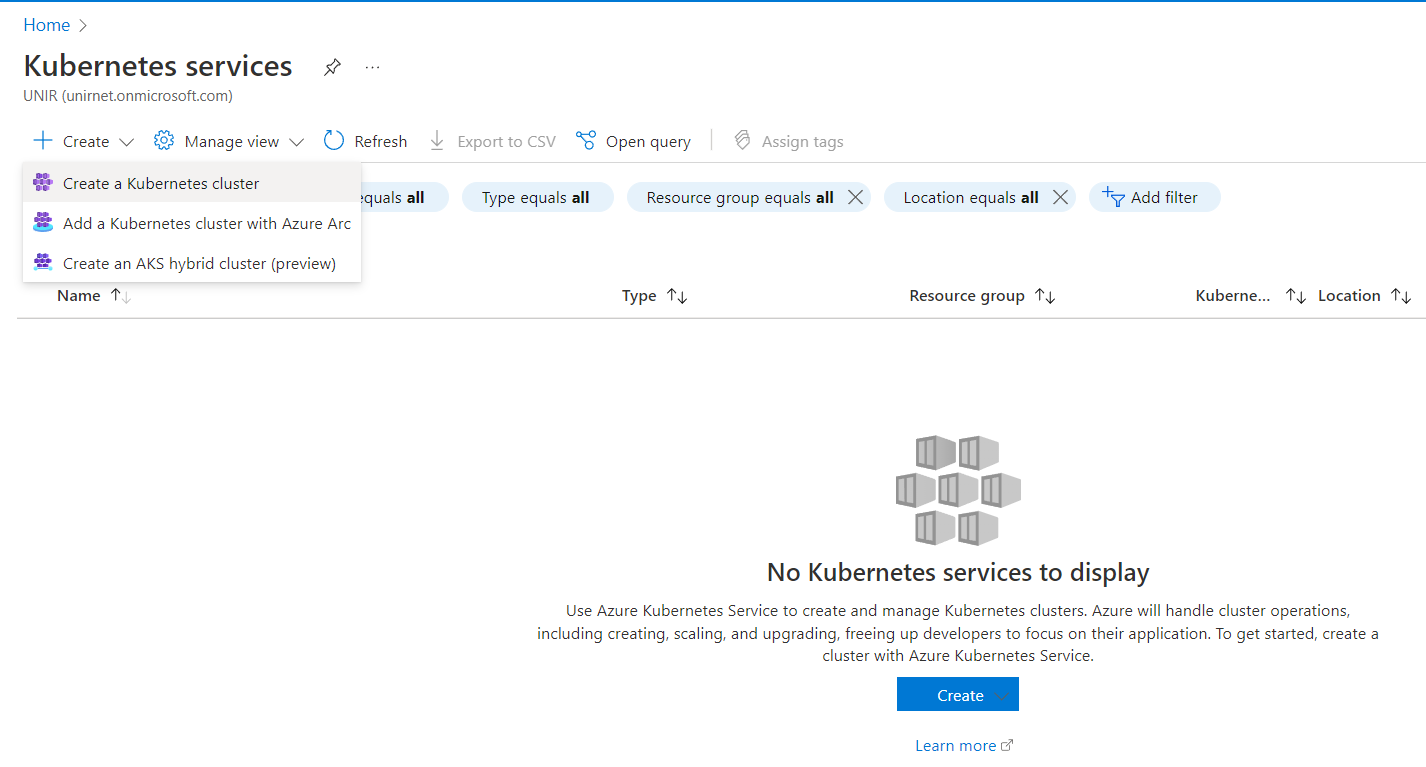 Home
Kubernetes services
UNIR (unirnet.onmicrosoft.com)
Create Manage view Refresh Export to CSV Open query Assign tags
Create a Kubernetes cluster
Add a Kubernetes cluster with Azure Arc
Create an AKS hybrid cluster (preview)
equals all Type equals all Resource group equals all Location equals all Add filter
Name Type Resource group Kuberne... Location
No Kubernetes services to display
Use Azure Kubernetes Service to create and manage Kubernetes clusters. Azure will handle cluster operations,
including creating, scaling, and upgrading, freeing up developers to focus on their application. To get started, create a
cluster with Azure Kubernetes Service.
Create
Learn more